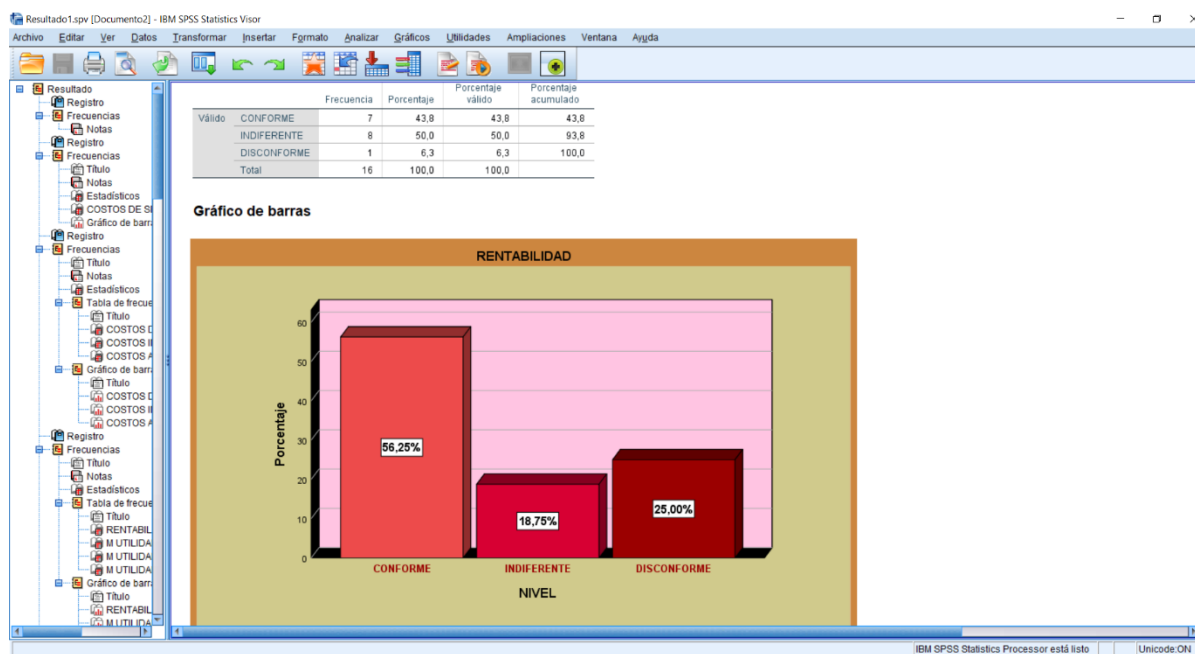 Resultado1.spv [Documento2] - IBM SPSS Statistics Visor
Archivo Editar Ver Datos Transformar Insertar Formato Analizar Gráficos Utilidades Ampliaciones Ventana Ayuda
Resultado
Registro
Frecuencias
Notas
Registro
Frecuencias
Título
Notas
Estadísticos
COSTOS DE SE
Gráfico de barr
Registro
Frecuencias
Título
Notas
Estadísticos
Tabla de frecue
Título
COSTOS D
COSTOS II
COSTOS A
Gráfico de barr
Título
COSTOS D
COSTOS II
COSTOS A
Registro
Frecuencias
Título
Notas
Estadísticos
Tabla de frecue
Título
RENTABIL
M UTILIDA
M UTILIDA
M UTILIDA
Gráfico de barr
Título
RENTABIL
M UTILIDA
Frecuencia Porcentaje Porcentaje válido Porcentaje acumulado
Válido CONFORME 7 43,8 43,8 43,8
INDIFERENTE 8 50,0 50,0 93,8
DISCONFORME 1 6,3 6,3 100,0
Total 16 100,0 100,0
Gráfico de barras
RENTABILIDAD
Porcentaje
60
50
40
30
20
10
0
56,25%
18,75%
25,00%
CONFORME INDIFERENTE DISCONFORME
NIVEL
IBM SPSS Statistics Processor está listo Unicode:ON